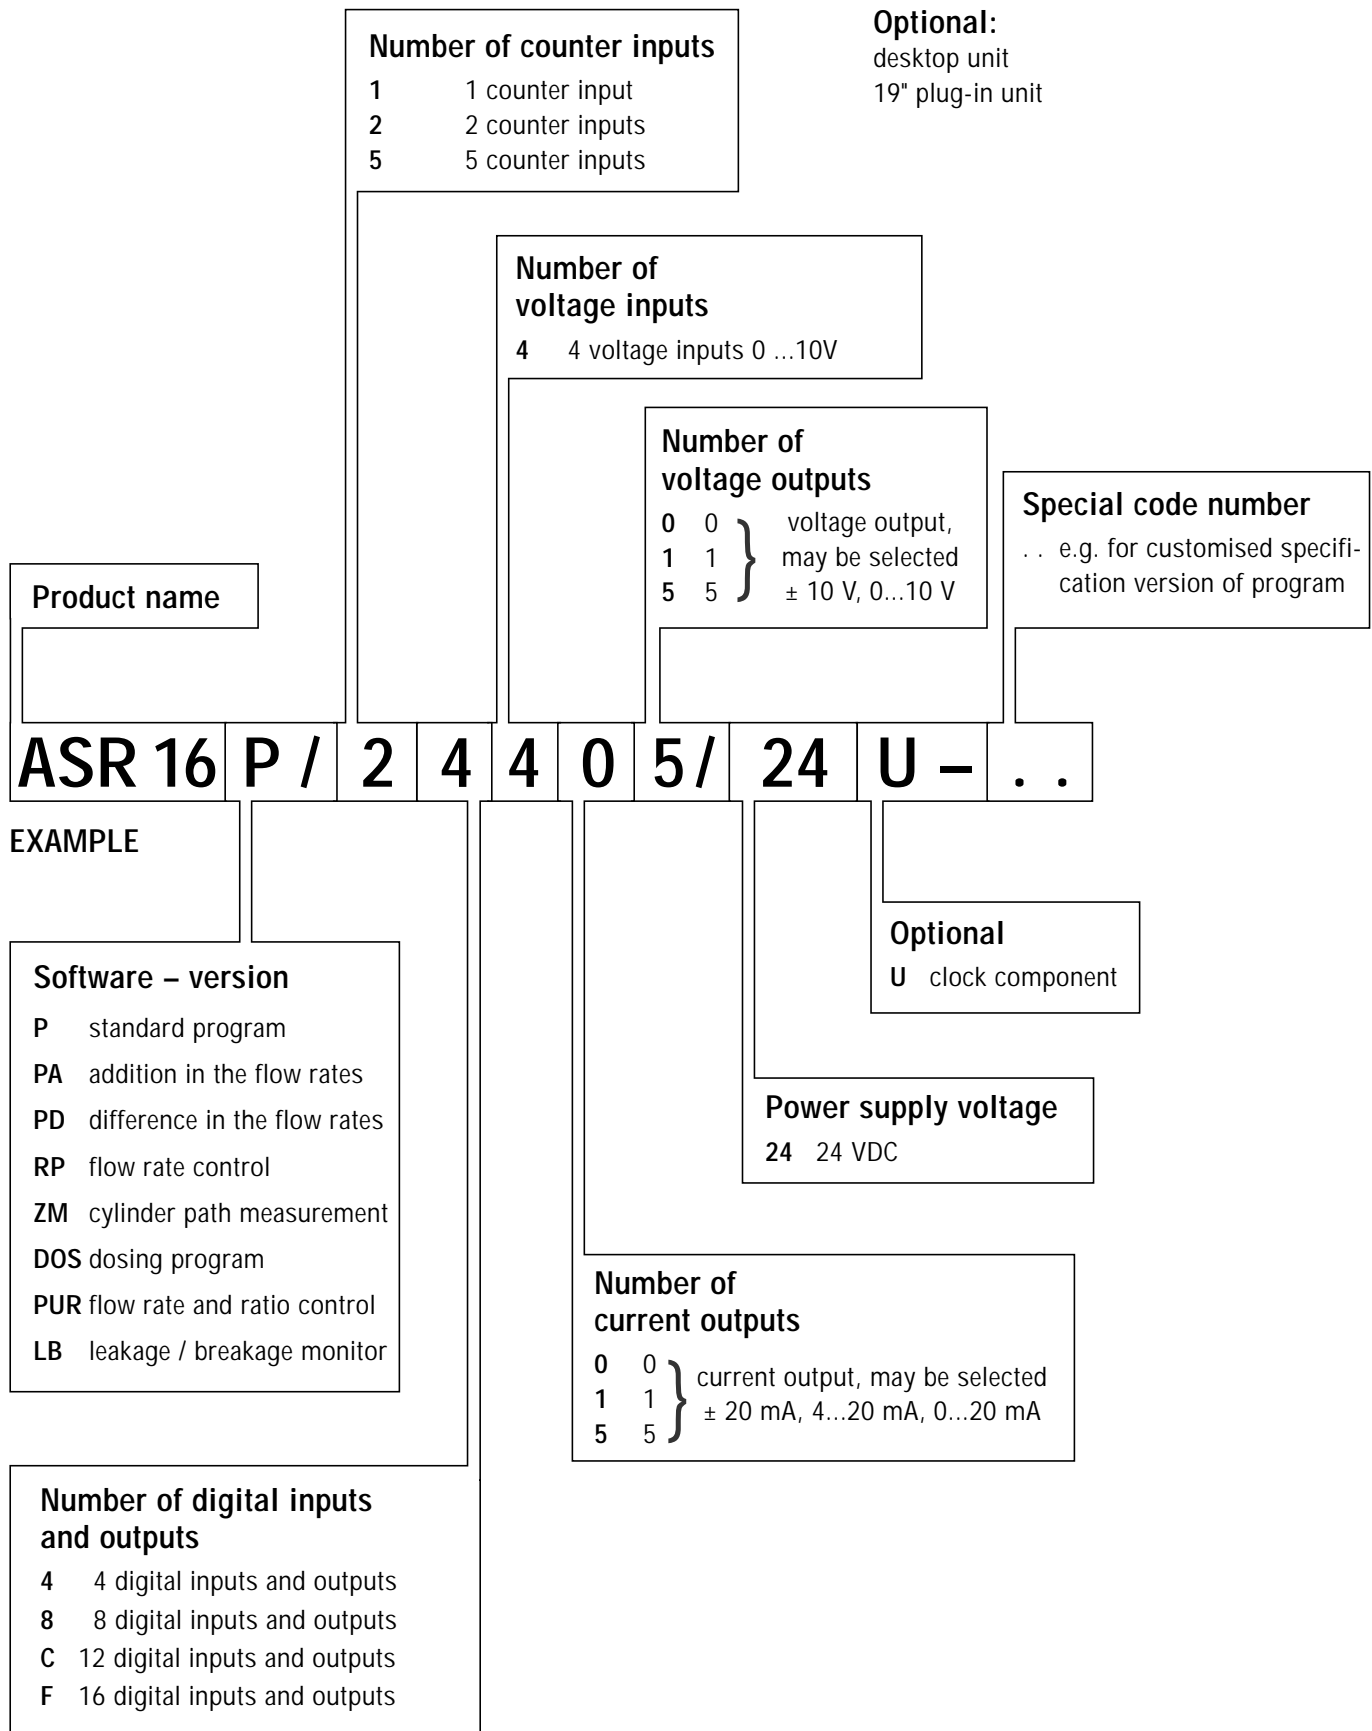 Number of counter inputs
1 1 counter input
2 2 counter inputs
5 5 counter inputs
Optional:
desktop unit
19" plug-in unit
Number of
voltage inputs
4 4 voltage inputs 0 ...10V
Number of
voltage outputs
0 0
1 1
5 5
} voltage output,
may be selected
± 10 V, 0...10 V
Special code number
. . e.g. for customised specifi-
cation version of program
Product name
ASR 16 P / 2 4 4 0 5 / 24 U – . .
EXAMPLE
Software – version
P standard program
PA addition in the flow rates
PD difference in the flow rates
RP flow rate control
ZM cylinder path measurement
DOS dosing program
PUR flow rate and ratio control
LB leakage / breakage monitor
Optional
U clock component
Power supply voltage
24 24 VDC
Number of
current outputs
0 0
1 1
5 5
} current output, may be selected
± 20 mA, 4...20 mA, 0...20 mA
Number of digital inputs
and outputs
4 4 digital inputs and outputs
8 8 digital inputs and outputs
C 12 digital inputs and outputs
F 16 digital inputs and outputs